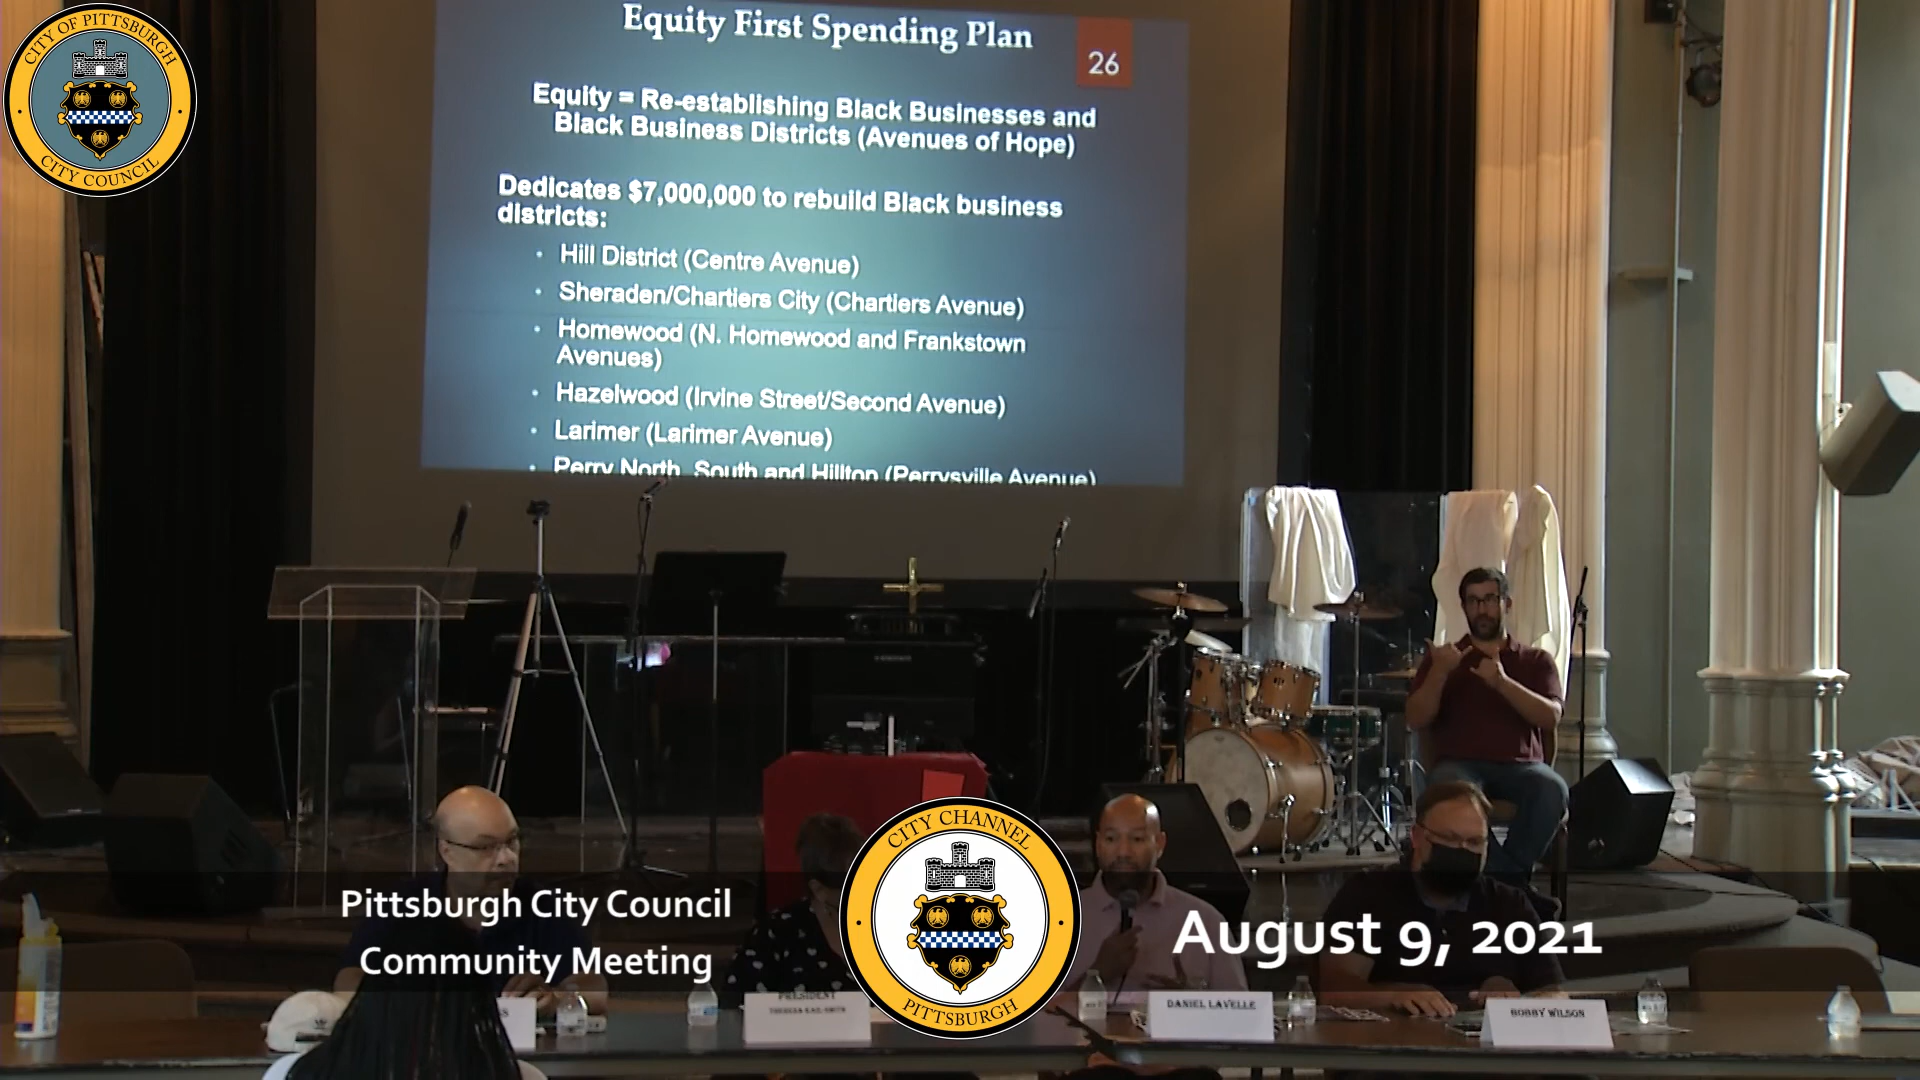 CITY OF PITTSBURGH
CITY COUNCIL
Equity First Spending Plan
26
Equity = Re-establishing Black Businesses and
Black Business Districts (Avenues of Hope)
Dedicates $7,000,000 to rebuild Black business
districts:
• Hill District (Centre Avenue)
• Sheraden/Chartiers City (Chartiers Avenue)
• Homewood (N. Homewood and Frankstown
Avenues)
• Hazelwood (Irvine Street/Second Avenue)
• Larimer (Larimer Avenue)
• Perry North, South and Hilltop (Perrysville Avenue)
Pittsburgh City Council
Community Meeting
CITY CHANNEL
PITTSBURGH
August 9, 2021
S
PRESIDENT
THERESA KAIL-SMITH
DANIEL LAVELLE
BOBBY WILSON